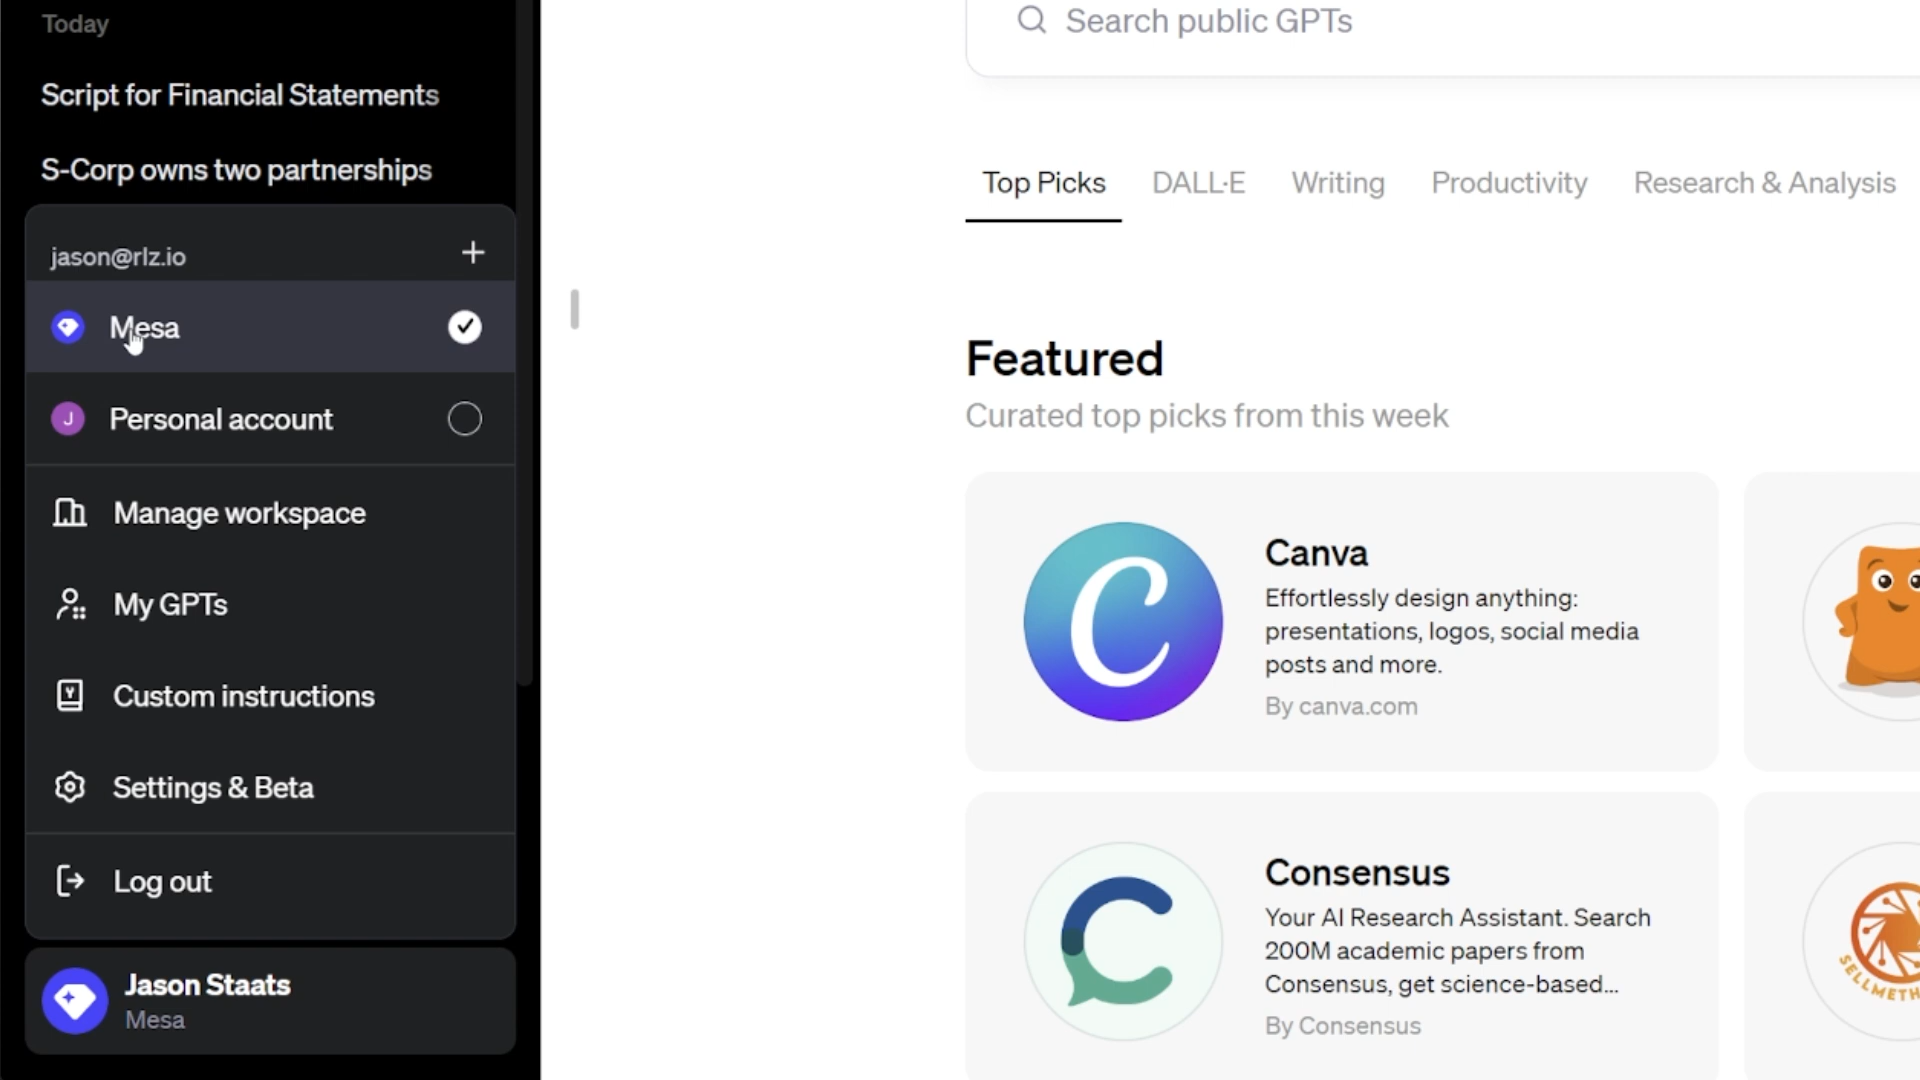 Today
Script for Financial Statements
S-Corp owns two partnerships
jason@rlz.io
Mesa
J
Personal account
Manage workspace
My GPTs
Custom instructions
Settings & Beta
Log out
Jason Staats
Mesa
Search public GPTs
Top Picks
DALL·E
Writing
Productivity
Research & Analysis
Featured
Curated top picks from this week
C
Canva
Effortlessly design anything:
presentations, logos, social media
posts and more.
By canva.com
Consensus
Your AI Research Assistant. Search
200M academic papers from
Consensus, get science-based...
By Consensus
SELLMETH